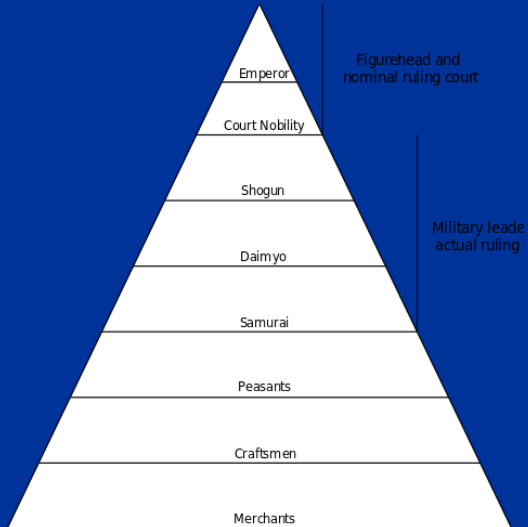 Emperor
Figurehead and
nominal ruling court
Court Nobility
Shogun
Military leade
actual ruling
Daimyo
Samurai
Peasants
Craftsmen
Merchants